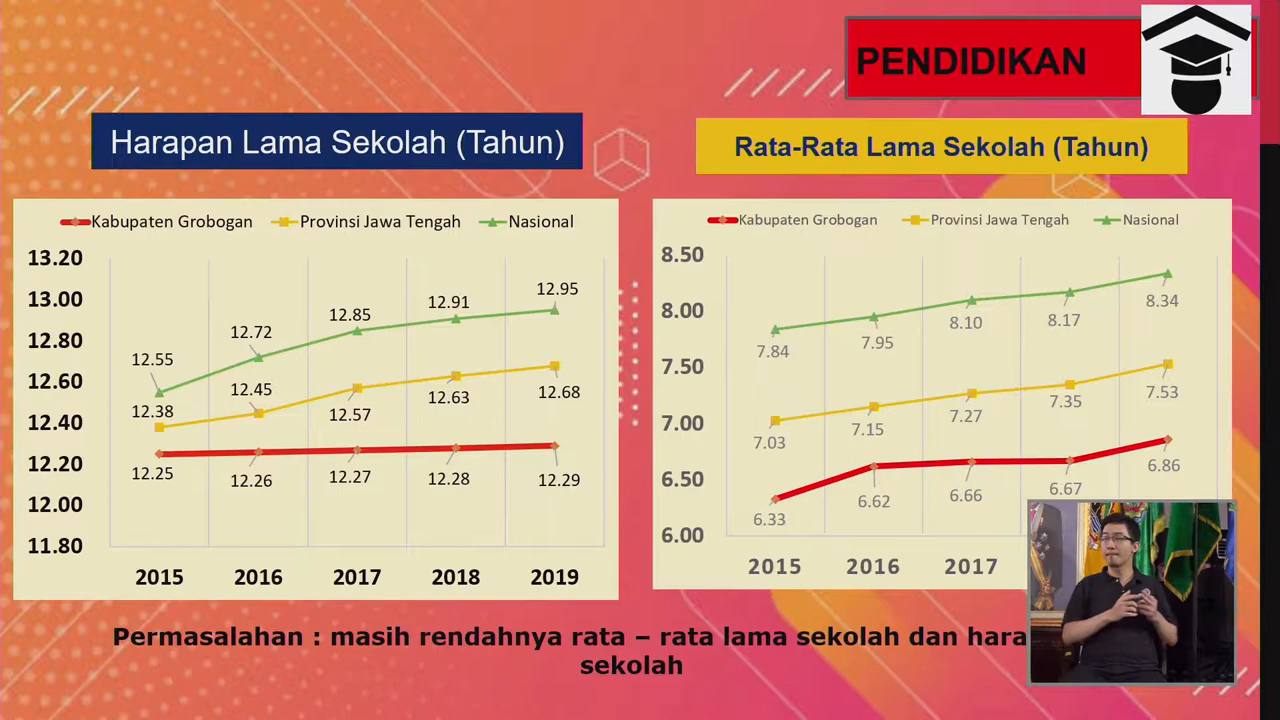 PENDIDIKAN
Harapan Lama Sekolah (Tahun)
Kabupaten Grobogan Provinsi Jawa Tengah Nasional
13.20
13.00
12.80
12.60
12.40
12.20
12.00
11.80
12.55 12.72 12.85 12.91 12.95
12.38 12.45 12.57 12.63 12.68
12.25 12.26 12.27 12.28 12.29
2015 2016 2017 2018 2019
Rata-Rata Lama Sekolah (Tahun)
Kabupaten Grobogan Provinsi Jawa Tengah Nasional
8.50
8.00
7.50
7.00
6.50
6.00
7.84 7.95 8.10 8.17 8.34
7.03 7.15 7.27 7.35 7.53
6.33 6.62 6.66 6.67 6.86
2015 2016 2017
Permasalahan : masih rendahnya rata – rata lama sekolah dan
sekolah